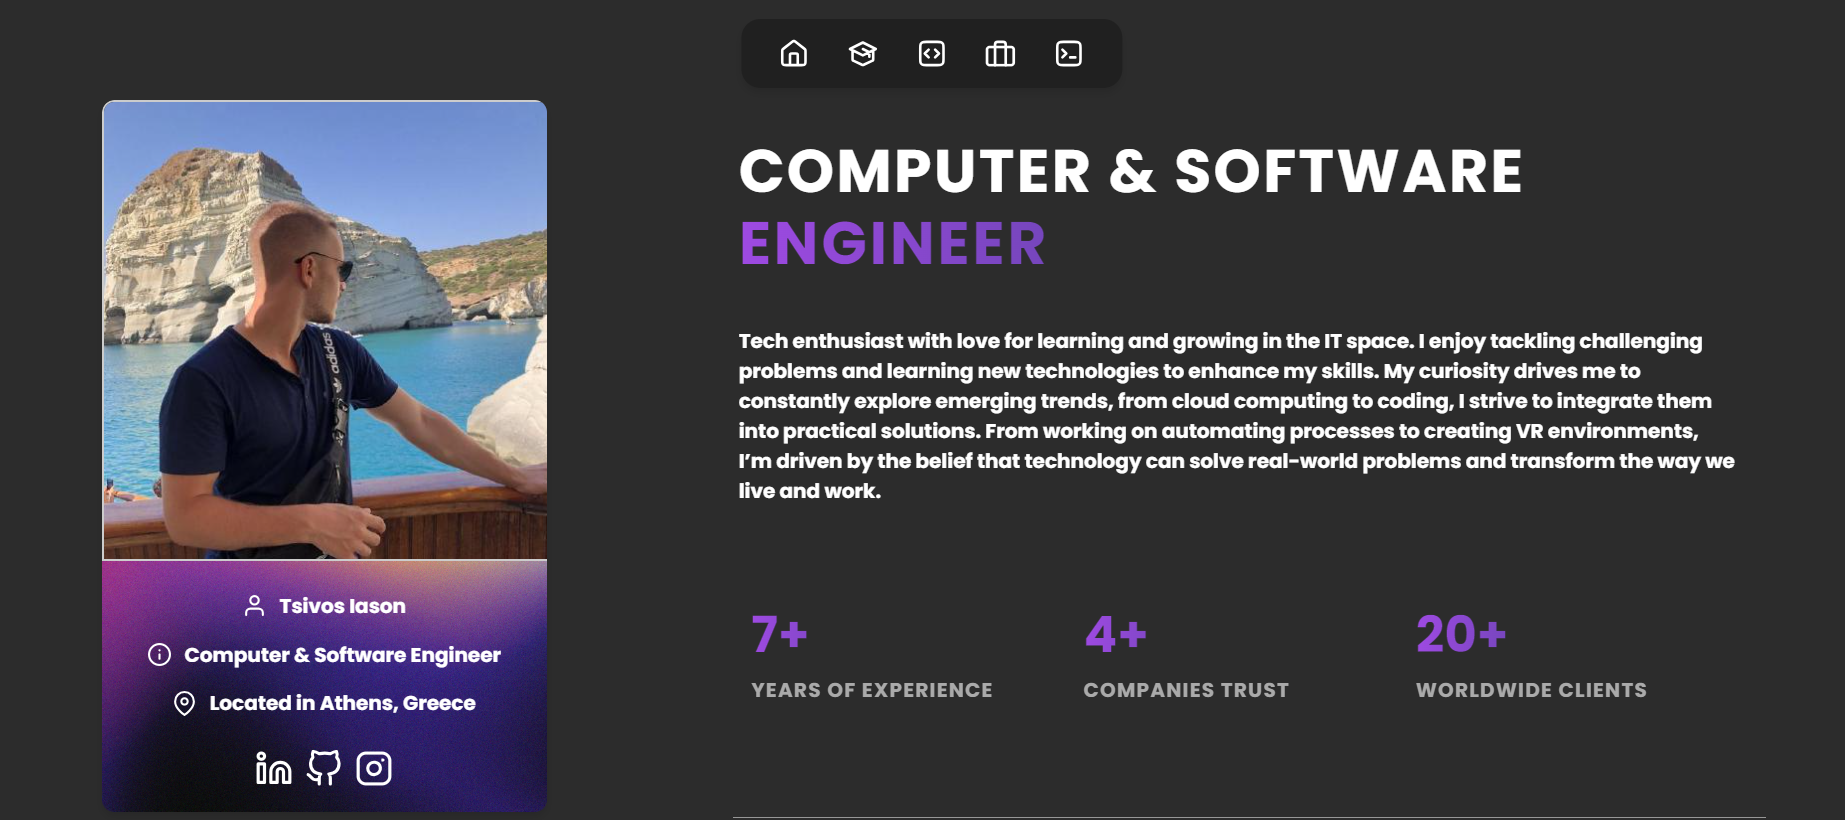 COMPUTER & SOFTWARE
ENGINEER
Tech enthusiast with love for learning and growing in the IT space. I enjoy tackling challenging
problems and learning new technologies to enhance my skills. My curiosity drives me to
constantly explore emerging trends, from cloud computing to coding, I strive to integrate them
into practical solutions. From working on automating processes to creating VR environments,
I’m driven by the belief that technology can solve real-world problems and transform the way we
live and work.
7+
YEARS OF EXPERIENCE
4+
COMPANIES TRUST
20+
WORLDWIDE CLIENTS
adidas
Tsivos Iason
Computer & Software Engineer
Located in Athens, Greece
in